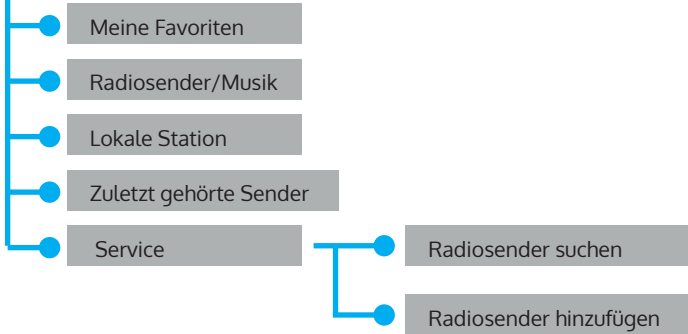 Meine Favoriten
Radiosender/Musik
Lokale Station
Zuletzt gehörte Sender
Service
Radiosender suchen
Radiosender hinzufügen